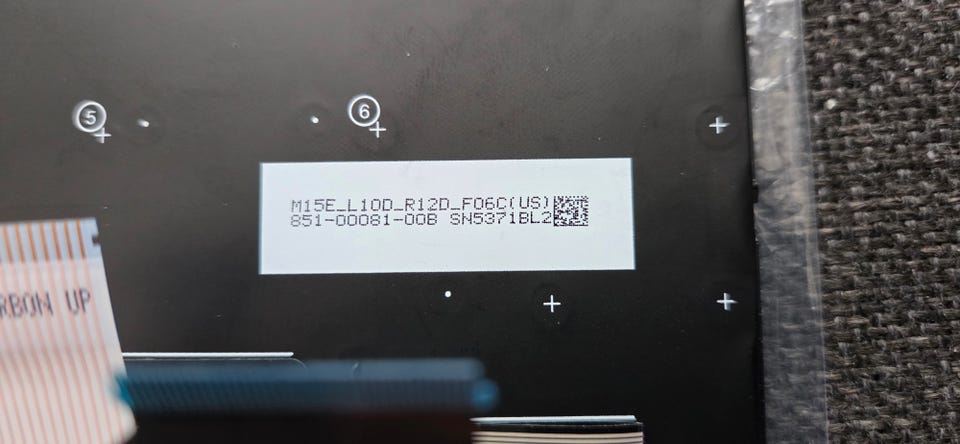 5
6
M15E_L10D_R12D_F06C(US)
851-00081-00B SN5371BL2
RBON UP